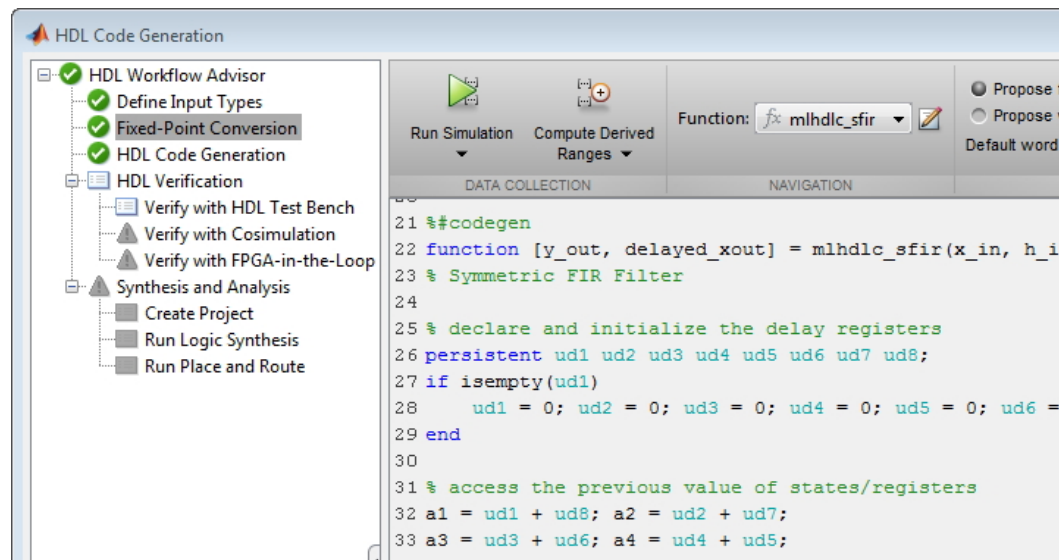 HDL Code Generation
HDL Workflow Advisor
Define Input Types
Fixed-Point Conversion
HDL Code Generation
HDL Verification
Verify with HDL Test Bench
Verify with Cosimulation
Verify with FPGA-in-the-Loop
Synthesis and Analysis
Create Project
Run Logic Synthesis
Run Place and Route
Run Simulation
Compute Derived
Ranges
DATA COLLECTION
Function: fx mlhdlc_sfir
NAVIGATION
Propose
Propose
Default word
21 %#codegen
22 function [y_out, delayed_xout] = mlhdlc_sfir(x_in, h_i
23 % Symmetric FIR Filter
24
25 % declare and initialize the delay registers
26 persistent ud1 ud2 ud3 ud4 ud5 ud6 ud7 ud8;
27 if isempty(ud1)
28 ud1 = 0; ud2 = 0; ud3 = 0; ud4 = 0; ud5 = 0; ud6 =
29 end
30
31 % access the previous value of states/registers
32 a1 = ud1 + ud8; a2 = ud2 + ud7;
33 a3 = ud3 + ud6; a4 = ud4 + ud5;